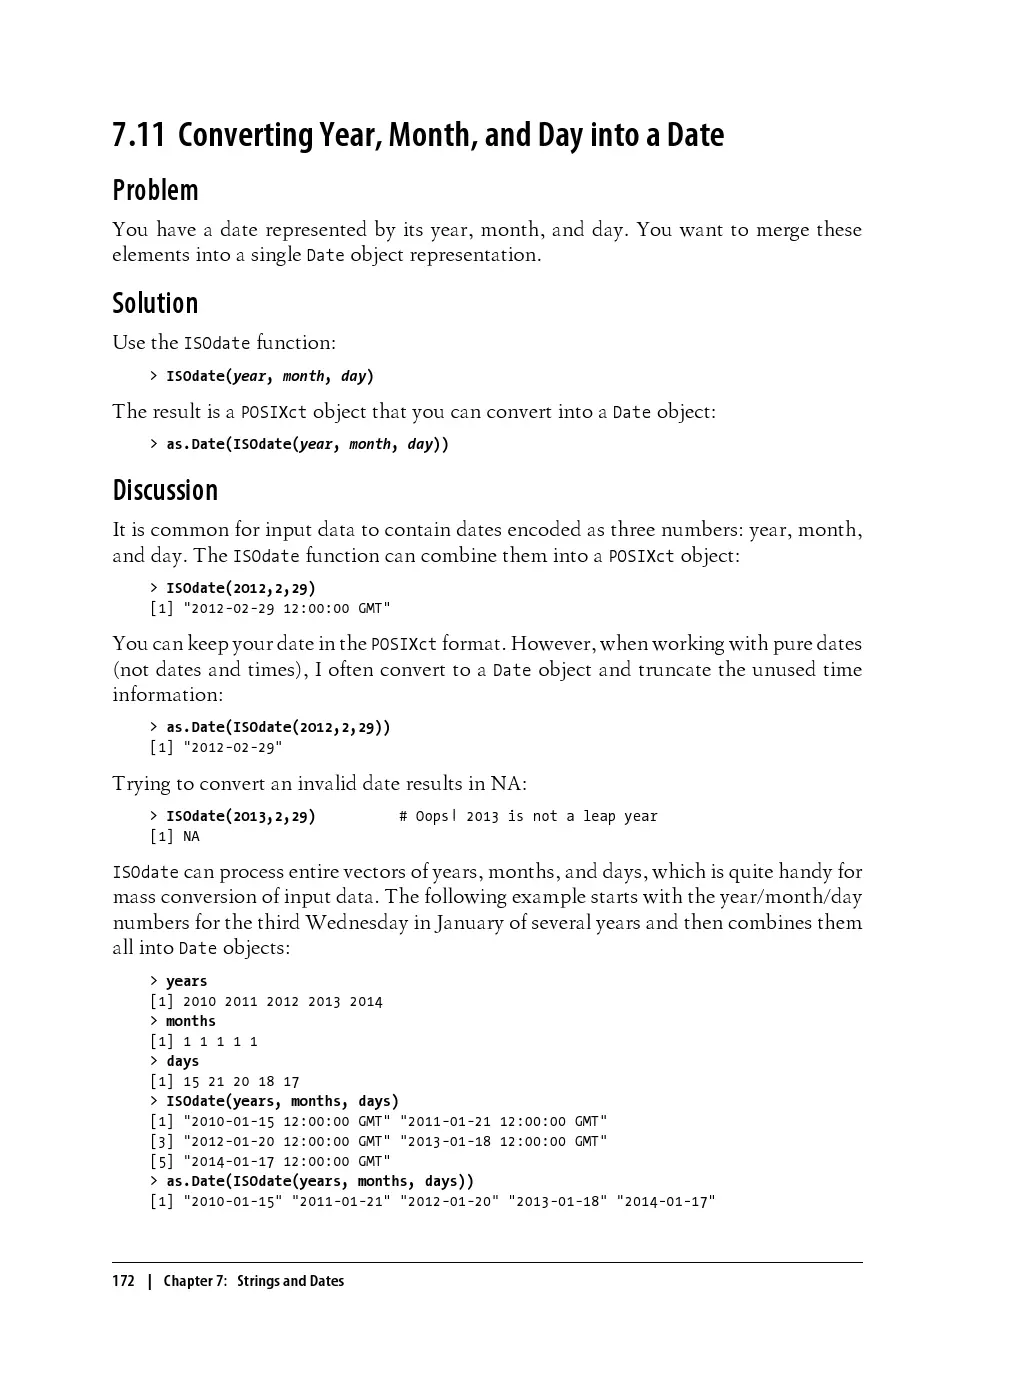 7.11 Converting Year, Month, and Day into a Date
Problem
You have a date represented by its year, month, and day. You want to merge these
elements into a single Date object representation.
Solution
Use the ISOdate function:
> ISOdate(year, month, day)
The result is a POSIXct object that you can convert into a Date object:
> as.Date(ISOdate(year, month, day))
Discussion
It is common for input data to contain dates encoded as three numbers: year, month,
and day. The ISOdate function can combine them into a POSIXct object:
> ISOdate(2012,2,29)
[1] "2012-02-29 12:00:00 GMT"
You can keep your date in the POSIXct format. However, when working with pure dates
(not dates and times), I often convert to a Date object and truncate the unused time
information:
> as.Date(ISOdate(2012,2,29))
[1] "2012-02-29"
Trying to convert an invalid date results in NA:
> ISOdate(2013,2,29) # Oops! 2013 is not a leap year
[1] NA
ISOdate can process entire vectors of years, months, and days, which is quite handy for
mass conversion of input data. The following example starts with the year/month/day
numbers for the third Wednesday in January of several years and then combines them
all into Date objects:
> years
[1] 2010 2011 2012 2013 2014
> months
[1] 1 1 1 1 1
> days
[1] 15 21 20 18 17
> ISOdate(years, months, days)
[1] "2010-01-15 12:00:00 GMT" "2011-01-21 12:00:00 GMT"
[3] "2012-01-20 12:00:00 GMT" "2013-01-18 12:00:00 GMT"
[5] "2014-01-17 12:00:00 GMT"
> as.Date(ISOdate(years, months, days))
[1] "2010-01-15" "2011-01-21" "2012-01-20" "2013-01-18" "2014-01-17"
172 | Chapter 7: Strings and Dates